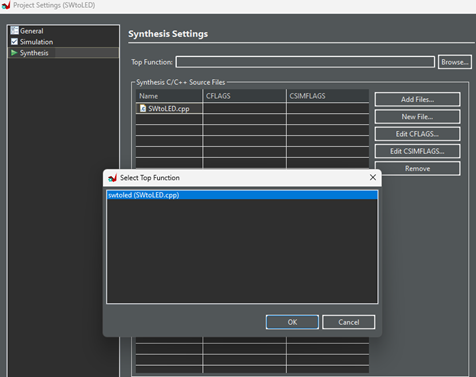 Project Settings (SWtoLED)
General
Simulation
Synthesis
Synthesis Settings
Top Function:
Browse...
Synthesis C/C++ Source Files
Name CFLAGS CSIMFLAGS
SWtoLED.cpp
Add Files...
New File...
Edit CFLAGS...
Edit CSIMFLAGS...
Remove
Select Top Function
swtoled (SWtoLED.cpp)
OK Cancel